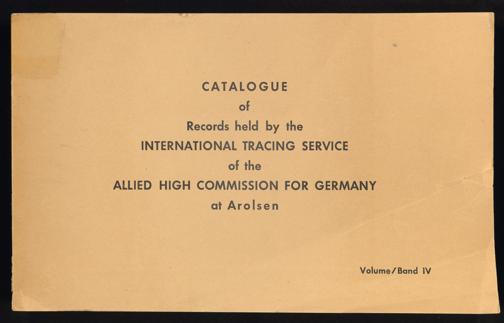 CATALOGUE
of
Records held by the
INTERNATIONAL TRACING SERVICE
of the
ALLIED HIGH COMMISSION FOR GERMANY
at Arolsen
Volume/Band IV